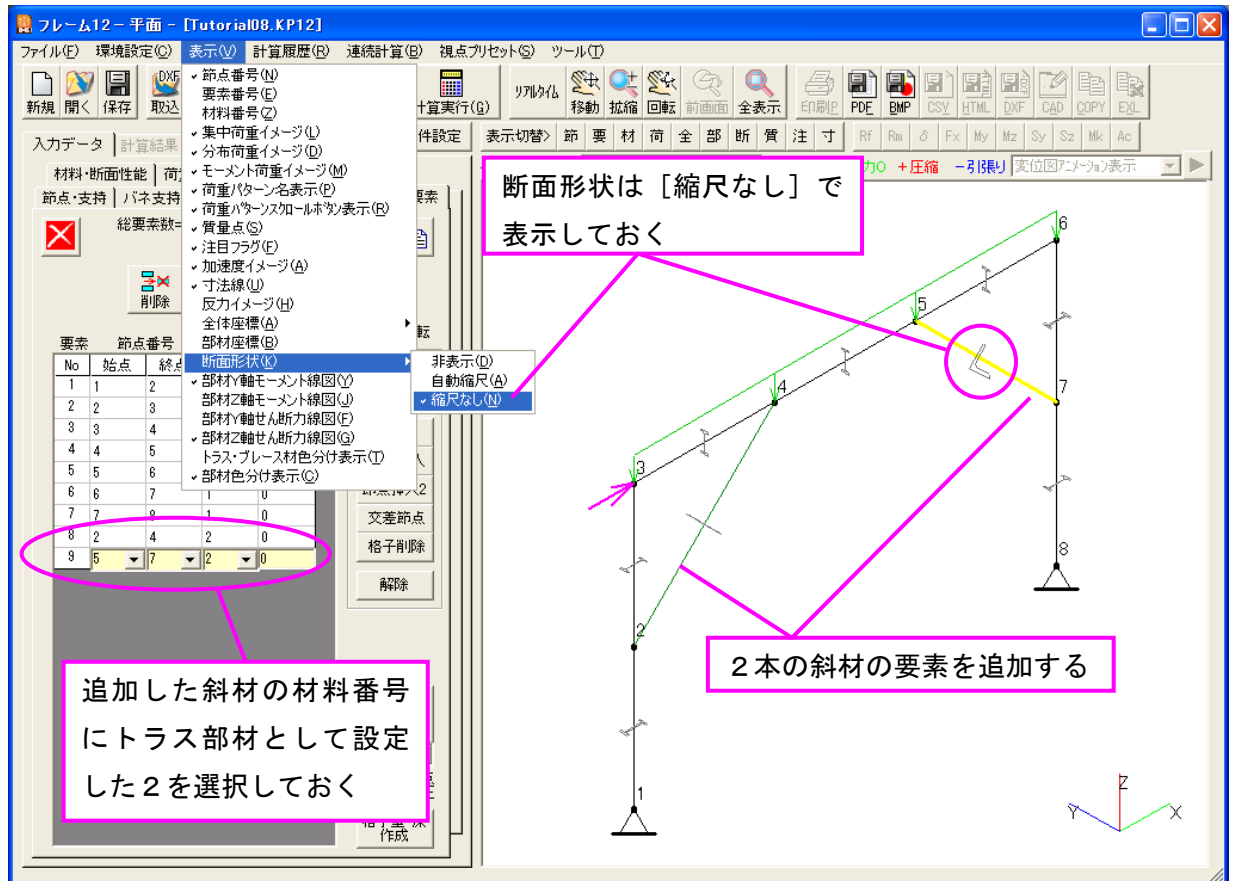 フレーム12 - 平面 - [Tutorial08.KP12]
ファイル(F) 環境設定(C) 表示(V) 計算履歴(R) 連続計算(B) 視点プリセット(S) ツール(T)
新規 開く 保存 取込 計算実行(G) リアルタイム 移動 拡縮 回転 前画面 全表示 印刷P PDF BMP CSV HTML DXF CAD COPY EXL
入力データ 計算結果 件設定 表示切替> 節 要 材 荷 全 部 断 質 注 寸 Rf Rm δ Fx My Mz Sy Sz Mk Ac
力0 +圧縮 -引張り 変位図アニメーション表示
材料・断面性能
節点・支持 バネ支持 要素
総要素数=
削除
転
要素 節点番号
No 始点 終点
1 1 2
2 2 3
3 3 4
4 4 5
5 5 6
6 6 7 1 0
7 7 8 1 0
8 2 4 2 0
9 5 7 2 0
節点番号(N)
要素番号(E)
材料番号(Z)
集中荷重イメージ(L)
分布荷重イメージ(D)
モーメント荷重イメージ(M)
荷重パターン名表示(P)
荷重パターンスクロールボタン表示(R)
質量点(S)
注目フラグ(F)
加速度イメージ(A)
寸法線(U)
反力イメージ(H)
全体座標(A)
部材座標(B)
断面形状(K)
部材Y軸モーメント線図(Y)
部材Z軸モーメント線図(J)
部材Y軸せん断力線図(F)
部材Z軸せん断力線図(G)
トラス・ブレース材色分け表示(T)
部材色分け表示(C)
非表示(D)
自動縮尺(A)
縮尺なし(N)
交差節点
格子削除
解除
作成
断面形状は[縮尺なし]で
表示しておく
6
5
4
7
3
8
2
1
2本の斜材の要素を追加する
追加した斜材の材料番号
にトラス部材として設定
した2を選択しておく
Z
Y
X